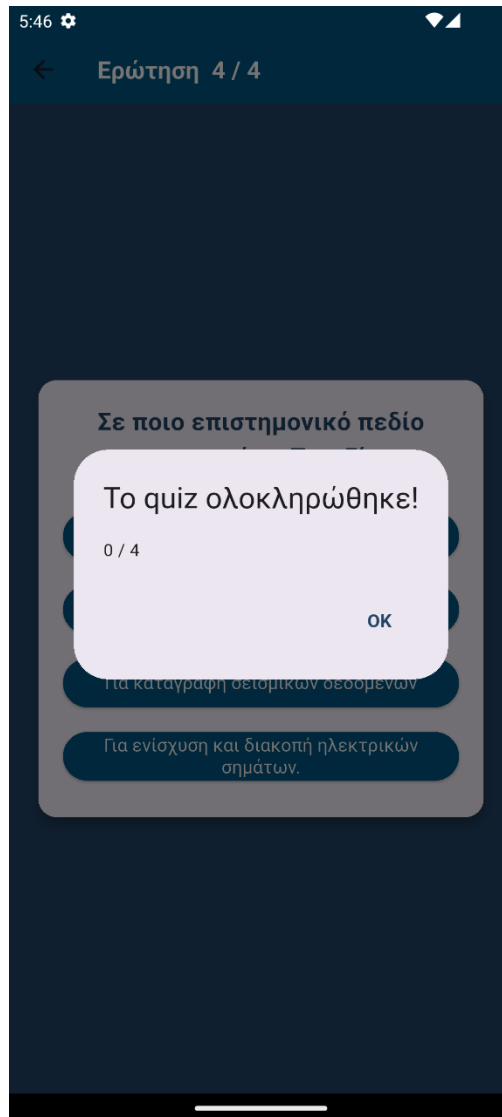 5:46
Ερώτηση 4 / 4
Σε ποιο επιστημονικό πεδίο
Το quiz ολοκληρώθηκε!
0 / 4
OK
Για καταγραφή σεισμικών δεδομένων
Για ενίσχυση και διακοπή ηλεκτρικών
σημάτων.